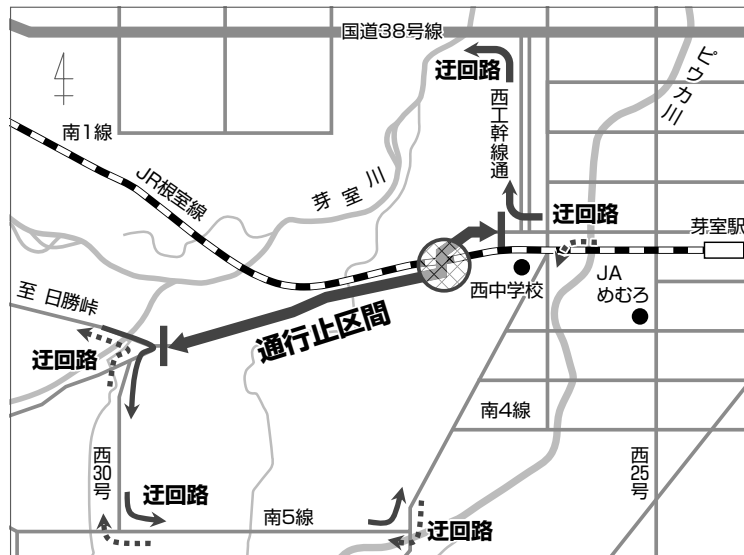 国道38号線
迂回路
ピウカ川
西工幹線通
南1線
JR根室線
芽室川
迂回路
芽室駅
至 日勝峠
西中学校
JA
めむろ
通行止区間
迂回路
南4線
西30号
西25号
迂回路
南5線
迂回路